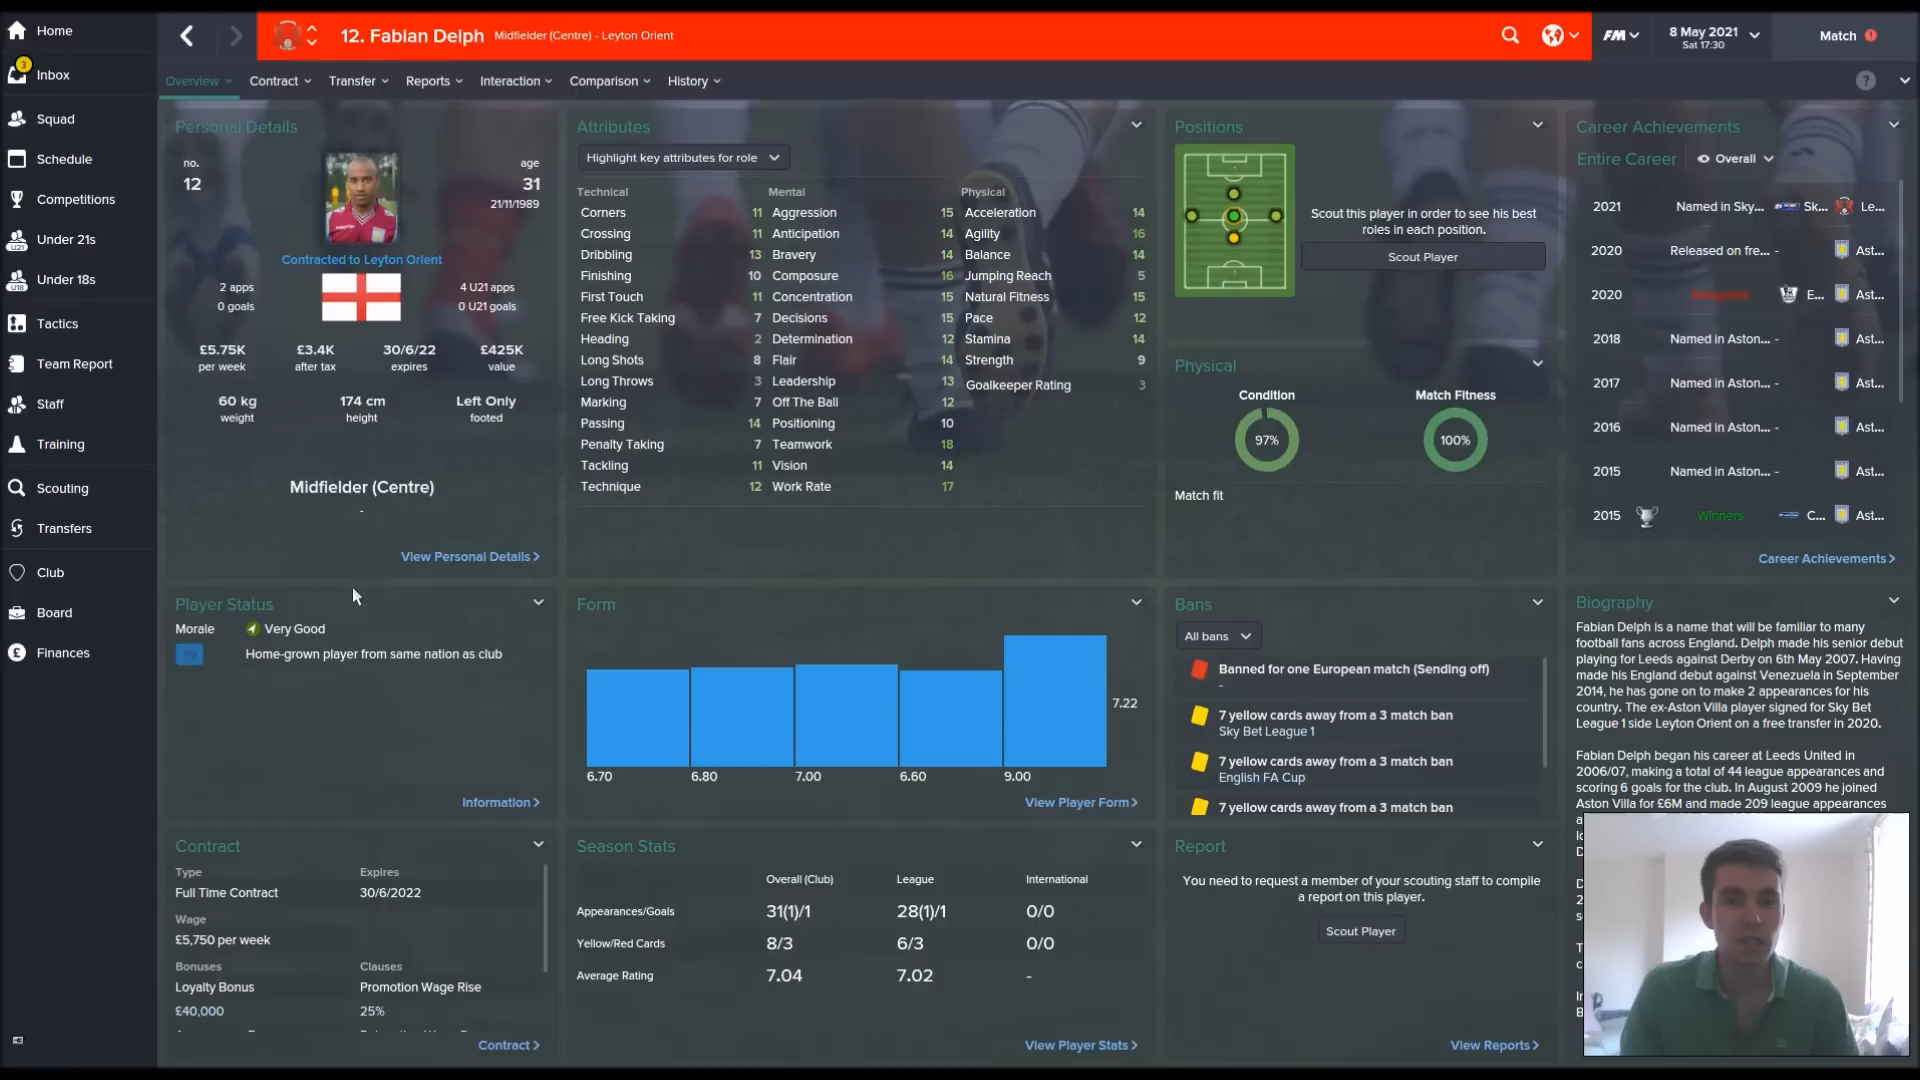 Home
3
Inbox
Squad
Schedule
Competitions
U21
Under 21s
U18
Under 18s
Tactics
Team Report
Staff
Training
Scouting
Transfers
Club
Board
Finances
12. Fabian Delph Midfielder (Centre) - Leyton Orient
FM
8 May 2021
Sat 17:30
Match
Overview Contract Transfer Reports Interaction Comparison History
?
Personal Details
no.
12
age
31
21/11/1989
Contracted to Leyton Orient
2 apps
0 goals
4 U21 apps
0 U21 goals
£5.75K
per week
£3.4K
after tax
30/6/22
expires
£425K
value
60 kg
weight
174 cm
height
Left Only
footed
Midfielder (Centre)
-
View Personal Details >
Attributes
Highlight key attributes for role
Technical Mental Physical
Corners 11 Aggression 15 Acceleration 14
Crossing 11 Anticipation 14 Agility 16
Dribbling 13 Bravery 14 Balance 14
Finishing 10 Composure 16 Jumping Reach 5
First Touch 11 Concentration 15 Natural Fitness 15
Free Kick Taking 7 Decisions 15 Pace 12
Heading 2 Determination 12 Stamina 14
Long Shots 8 Flair 14 Strength 9
Long Throws 3 Leadership 13 Goalkeeper Rating 3
Marking 7 Off The Ball 12
Passing 14 Positioning 10
Penalty Taking 7 Teamwork 18
Tackling 11 Vision 14
Technique 12 Work Rate 17
Positions
Scout this player in order to see his best
roles in each position.
Scout Player
Physical
Condition
97%
Match Fitness
100%
Match fit
Career Achievements
Entire Career Overall
2021 Named in Sky... Sk... Le...
2020 Released on fre... - Ast...
2020 Relegated E... Ast...
2018 Named in Aston... - Ast...
2017 Named in Aston... - Ast...
2016 Named in Aston... - Ast...
2015 Named in Aston... - Ast...
2015 Winners C... Ast...
Career Achievements >
Player Status
Morale Very Good
Home-grown player from same nation as club
Information >
Form
7.22
6.70 6.80 7.00 6.60 9.00
View Player Form >
Bans
All bans
Banned for one European match (Sending off)
-
7 yellow cards away from a 3 match ban
Sky Bet League 1
7 yellow cards away from a 3 match ban
English FA Cup
7 yellow cards away from a 3 match ban
Biography
Fabian Delph is a name that will be familiar to many
football fans across England. Delph made his senior debut
playing for Leeds against Derby on 6th May 2007. Having
made his England debut against Venezuela in September
2014, he has gone on to make 2 appearances for his
country. The ex-Aston Villa player signed for Sky Bet
League 1 side Leyton Orient on a free transfer in 2020.
Fabian Delph began his career at Leeds United in
2006/07, making a total of 44 league appearances and
scoring 6 goals for the club. In August 2009 he joined
Aston Villa for £6M and made 209 league appearances
Contract
Type
Full Time Contract
Expires
30/6/2022
Wage
£5,750 per week
Bonuses
Loyalty Bonus
£40,000
Clauses
Promotion Wage Rise
25%
Contract >
Season Stats
Overall (Club) League International
Appearances/Goals 31(1)/1 28(1)/1 0/0
Yellow/Red Cards 8/3 6/3 0/0
Average Rating 7.04 7.02 -
View Player Stats >
Report
You need to request a member of your scouting staff to compile
a report on this player.
Scout Player
View Reports >